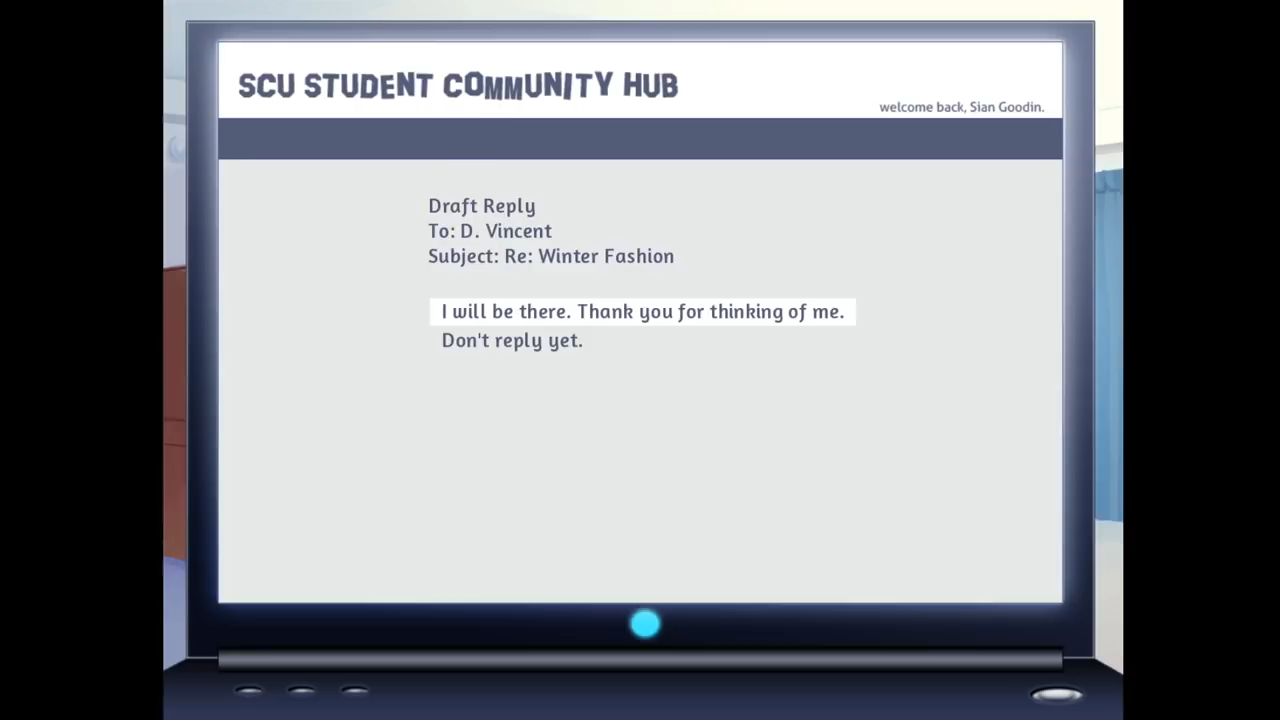 SCU STUDENT COMMUNITY HUB
welcome back, Sian Goodin.
Draft Reply
To: D. Vincent
Subject: Re: Winter Fashion
I will be there. Thank you for thinking of me.
Don't reply yet.